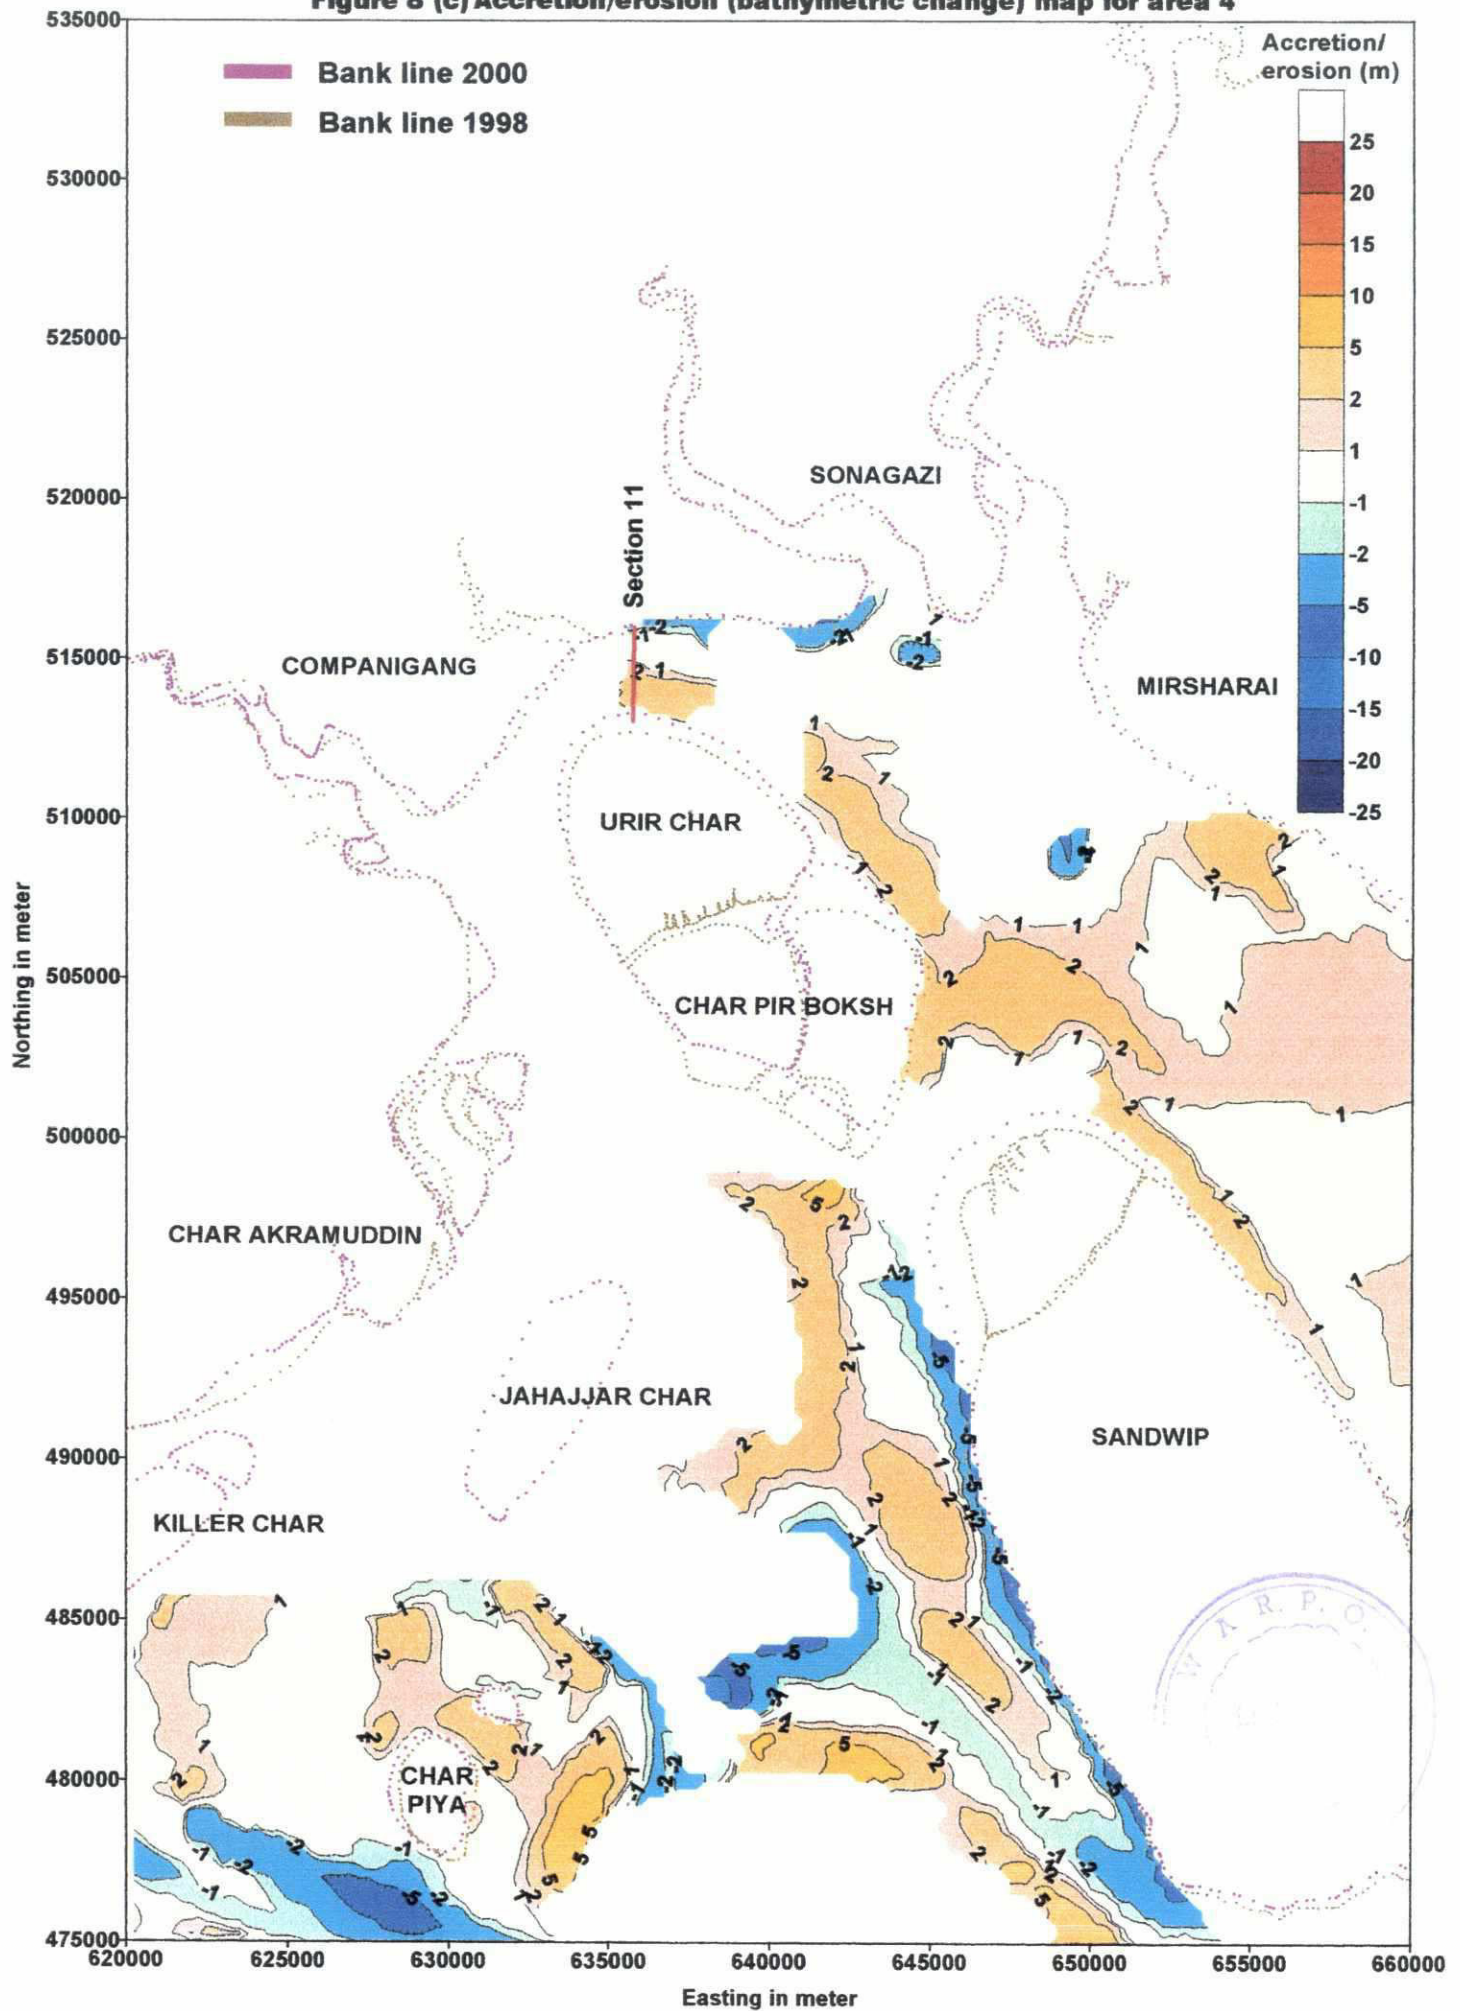 Figure 8 (c) Accretion/erosion (bathymetric change) map for area 4
Bank line 2000
Bank line 1998
Accretion/
erosion (m)
25
20
15
10
5
2
1
-1
-2
-5
-10
-15
-20
-25
535000
530000
525000
520000
515000
510000
505000
500000
495000
490000
485000
480000
475000
Northing in meter
SONAGAZI
Section 11
COMPANIGANG
MIRSHARAI
URIR CHAR
CHAR PIR BOKSH
CHAR AKRAMUDDIN
JAHAJJAR CHAR
SANDWIP
KILLER CHAR
CHAR
PIYA
W A R. P. O.
620000
625000
630000
635000
640000
645000
650000
655000
660000
Easting in meter